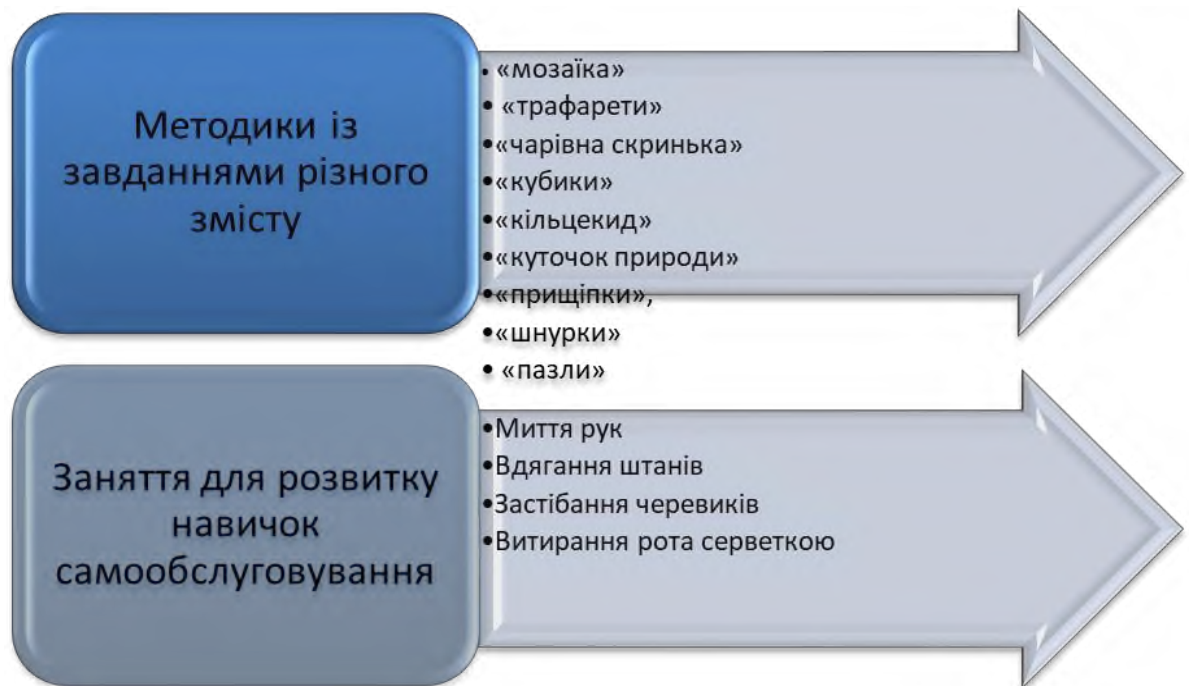 Методики із
завданнями різного
змісту
• «мозаїка»
• «трафарети»
•«чарівна скринька»
•«кубики»
•«кільцекид»
•«куточок природи»
•«прищіпки»,
•«шнурки»
• «пазли»
Заняття для розвитку
навичок
самообслуговування
•Миття рук
•Вдягання штанів
•Застібання черевиків
•Витирання рота серветкою